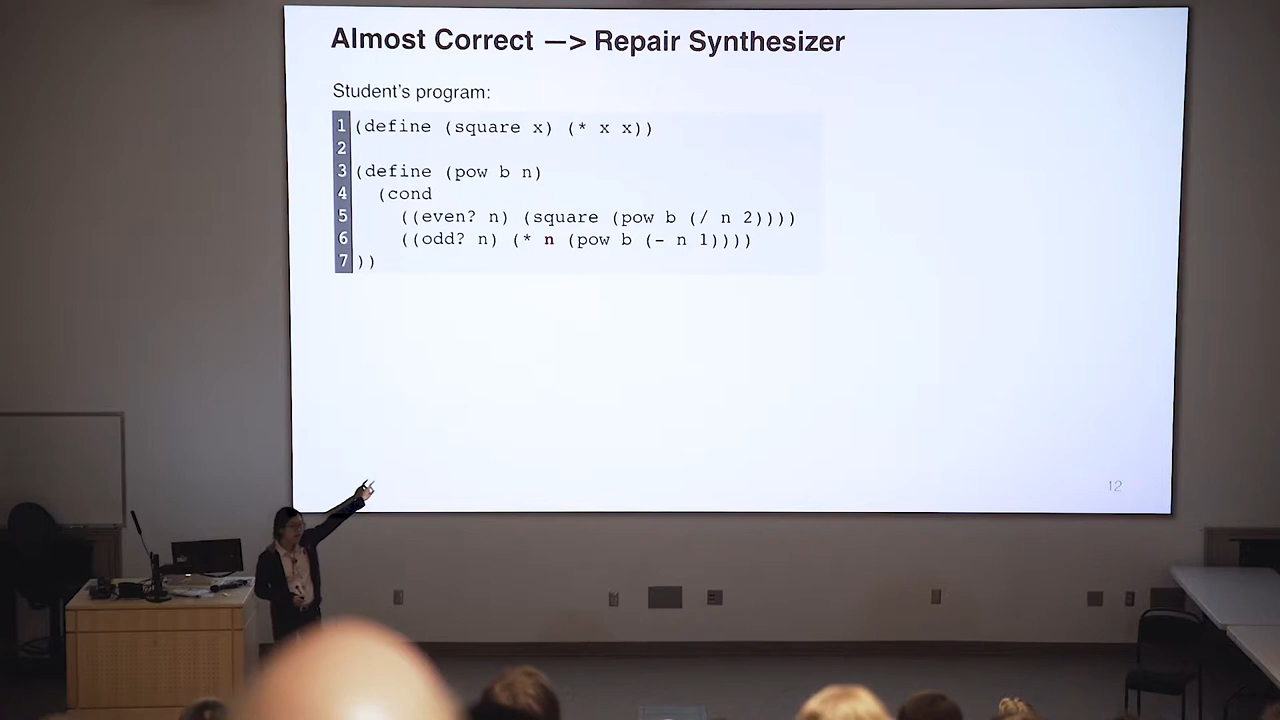 Almost Correct —> Repair Synthesizer
Student's program:
1 (define (square x) (* x x))
2
3 (define (pow b n)
4 (cond
5 ((even? n) (square (pow b (/ n 2))))
6 ((odd? n) (* n (pow b (- n 1))))
7 ))
12